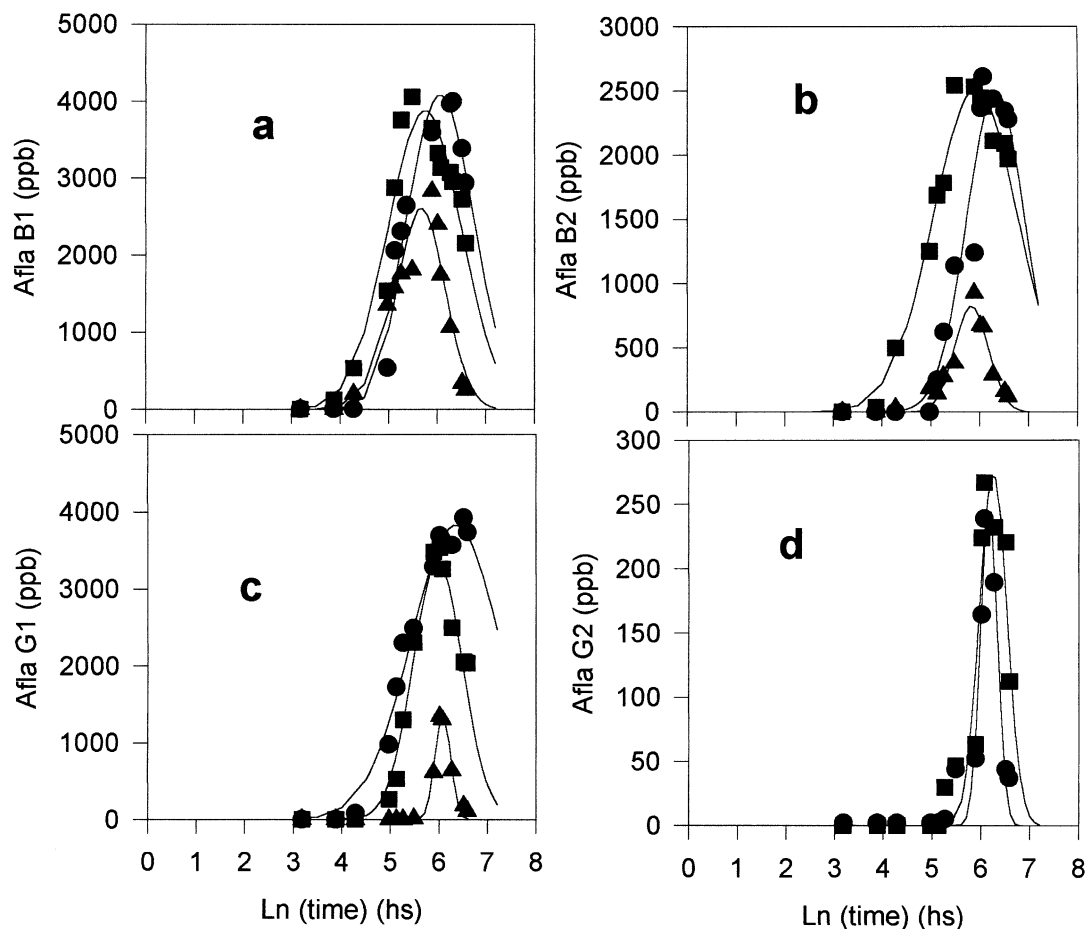 5000
4000
3000
2000
1000
0
Afla B1 (ppb)
a
3000
2500
2000
1500
1000
500
0
Afla B2 (ppb)
b
5000
4000
3000
2000
1000
0
Afla G1 (ppb)
c
0 1 2 3 4 5 6 7 8
Ln (time) (hs)
300
250
200
150
100
50
0
Afla G2 (ppb)
d
0 1 2 3 4 5 6 7 8
Ln (time) (hs)